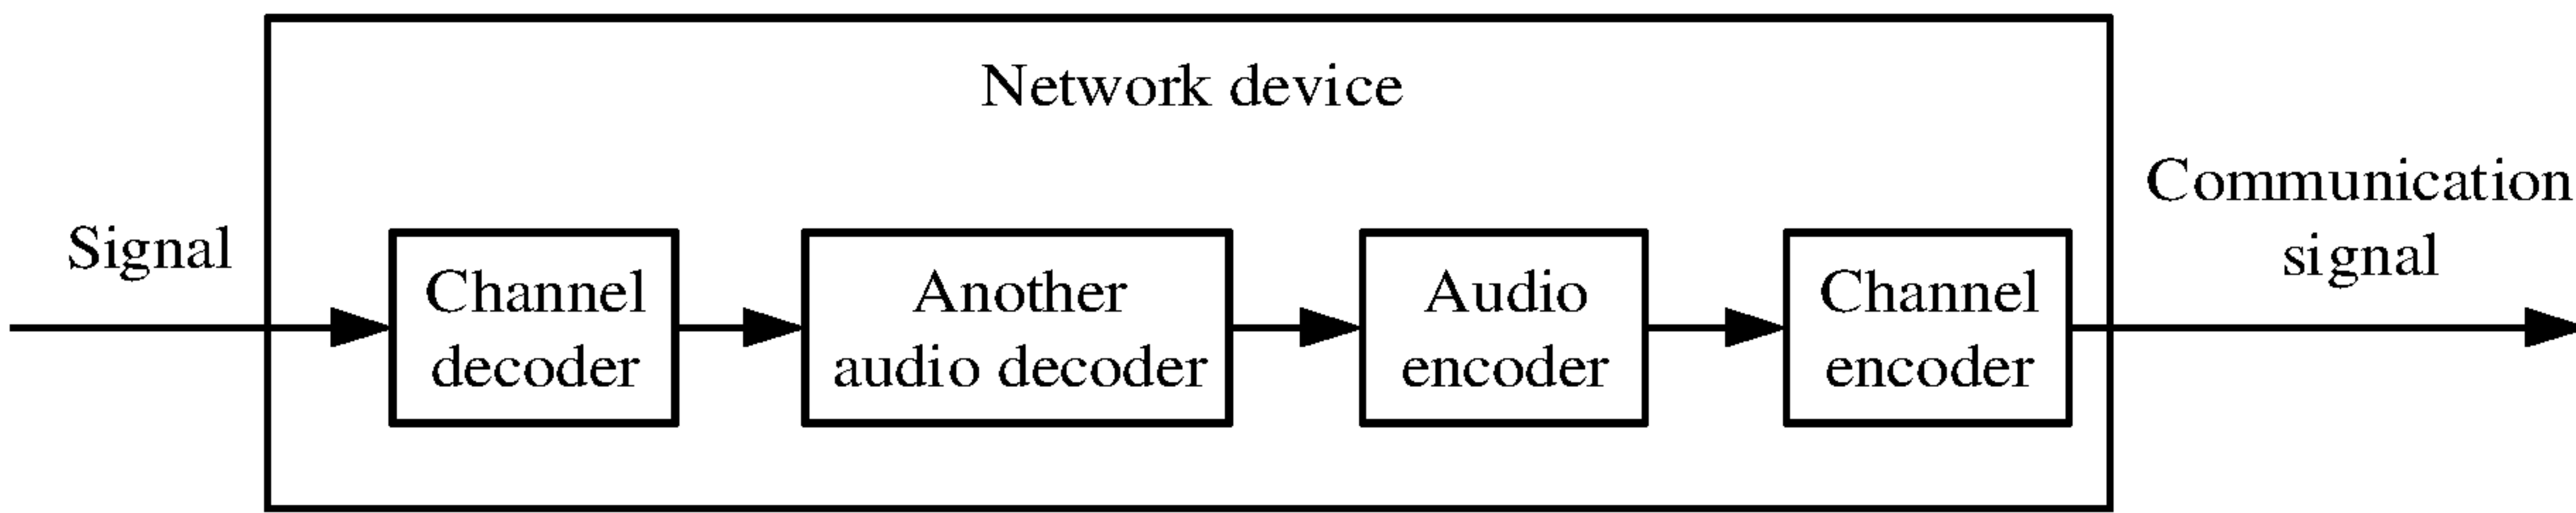 Network device
Signal
Channel
decoder
Another
audio decoder
Audio
encoder
Channel
encoder
Communication
signal